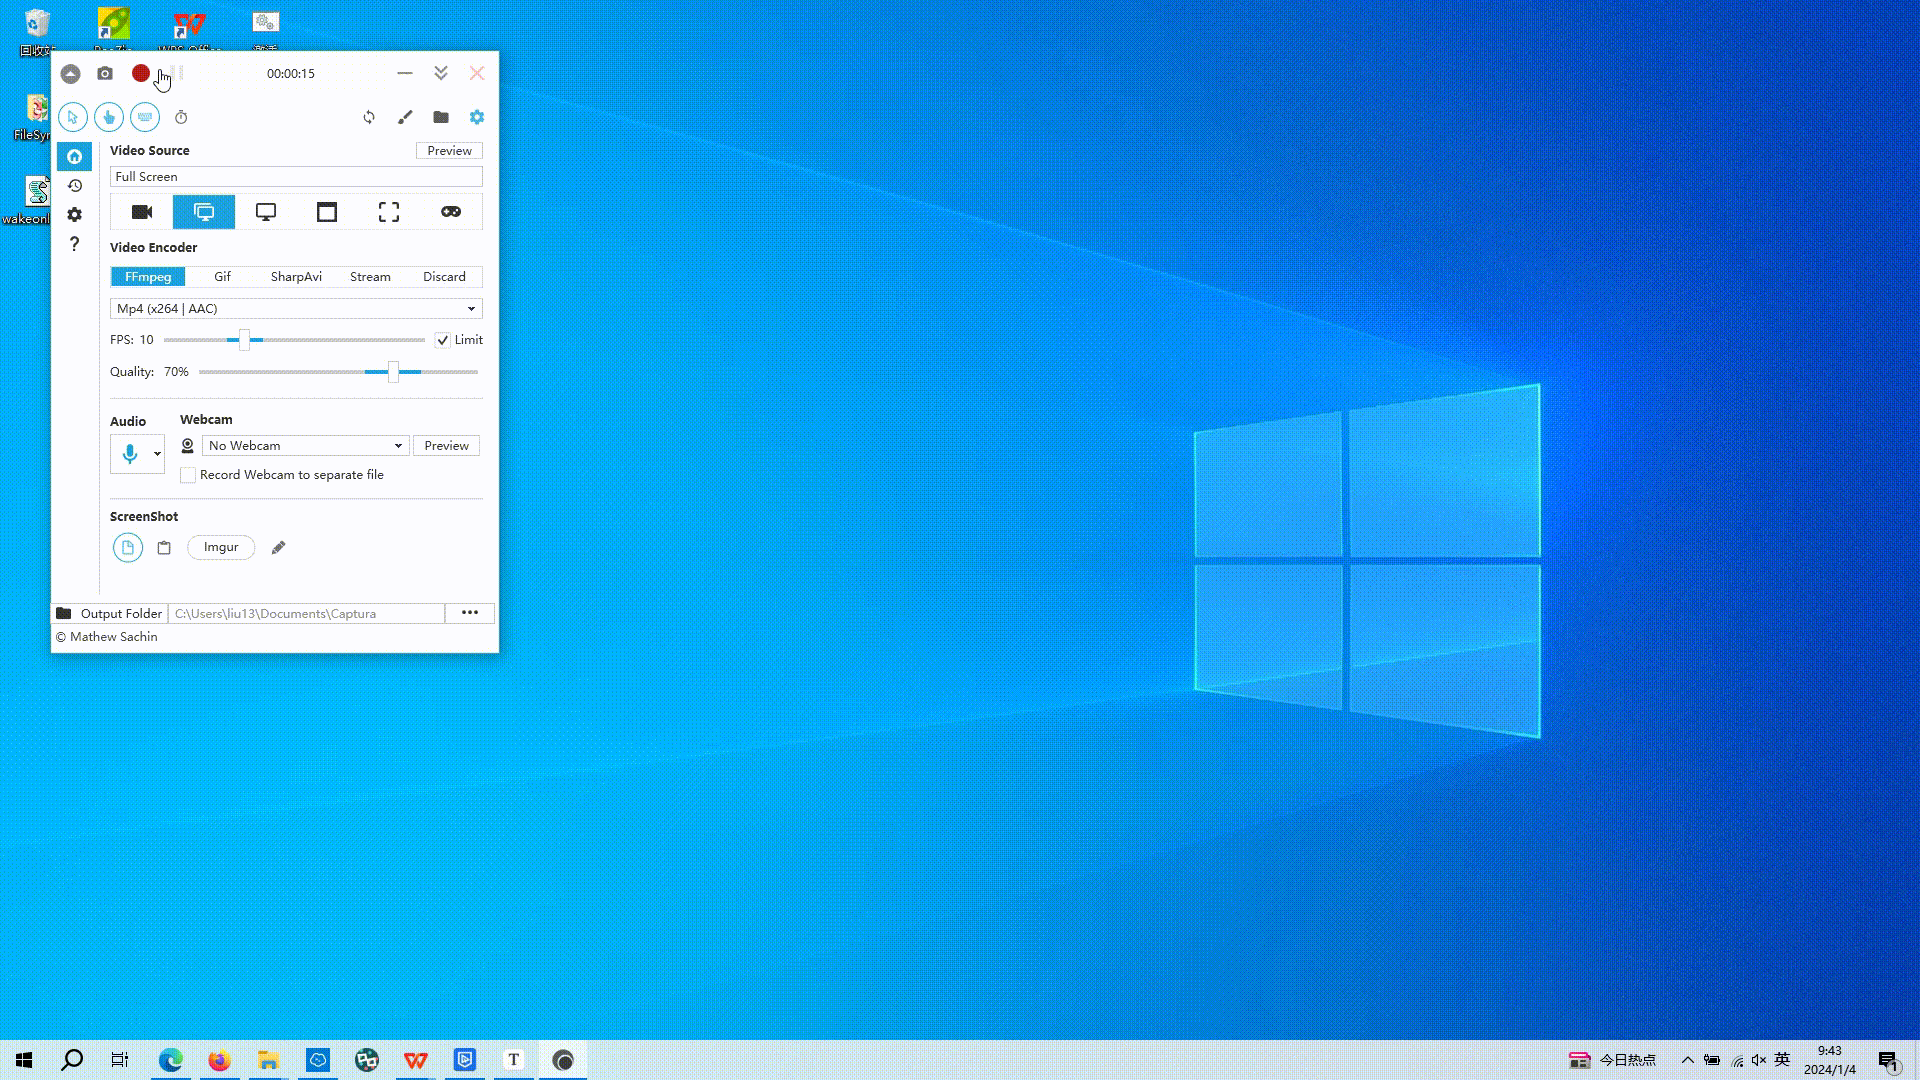 回收站
FileSyn
wakeonl
00:00:15
Video Source
Preview
Full Screen
Video Encoder
FFmpeg
Gif
SharpAvi
Stream
Discard
Mp4 (x264 | AAC)
FPS: 10
Limit
Quality: 70%
Audio
Webcam
No Webcam
Preview
Record Webcam to separate file
ScreenShot
Imgur
Output Folder
C:\Users\liu13\Documents\Captura
© Mathew Sachin
今日热点
英
9:43
2024/1/4
1